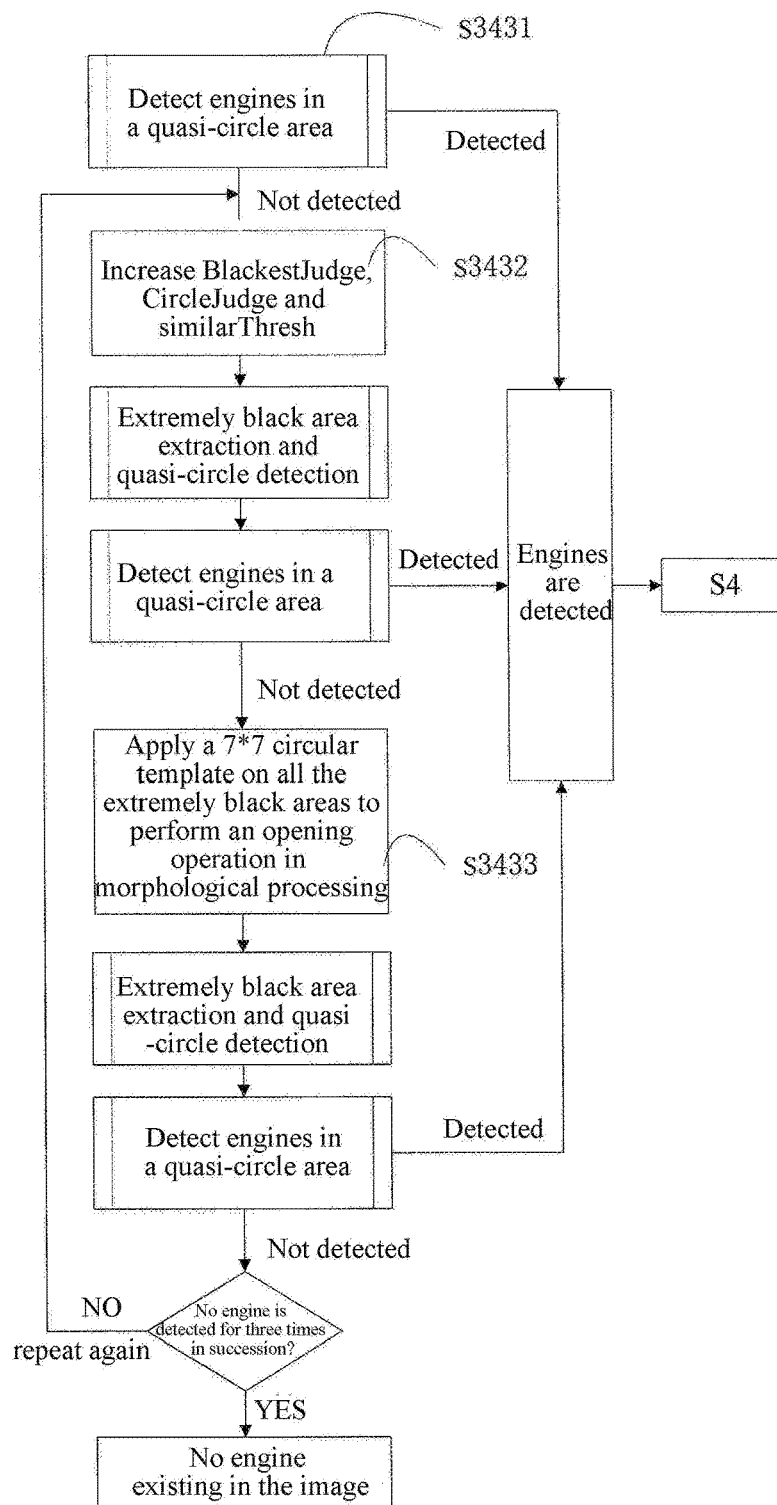 S3431
Detect engines in
a quasi-circle area
Detected
Not detected
Increase BlackestJudge,
CircleJudge and
similarThresh
S3432
Extremely black area
extraction and
quasi-circle detection
Detect engines in a
quasi-circle area
Detected
Engines
are
detected
S4
Not detected
Apply a 7*7 circular
template on all the
extremely black areas to
perform an opening
operation in
morphological processing
S3433
Extremely black area
extraction and quasi
-circle detection
Detect engines in
a quasi-circle area
Detected
Not detected
No engine is
detected for three times
in succession?
NO
repeat again
YES
No engine
existing in the image